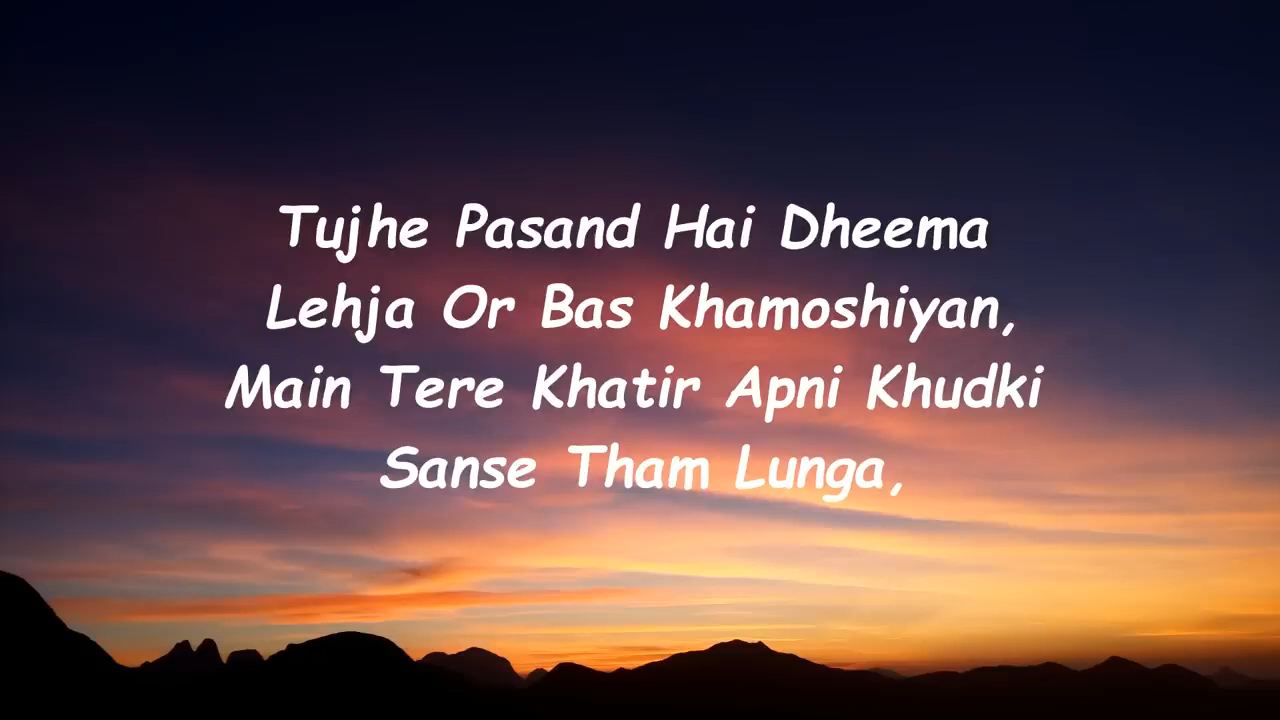 Tujhe Pasand Hai Dheema
Lehja Or Bas Khamoshiyan,
Main Tere Khatir Apni Khudki
Sanse Tham Lunga,